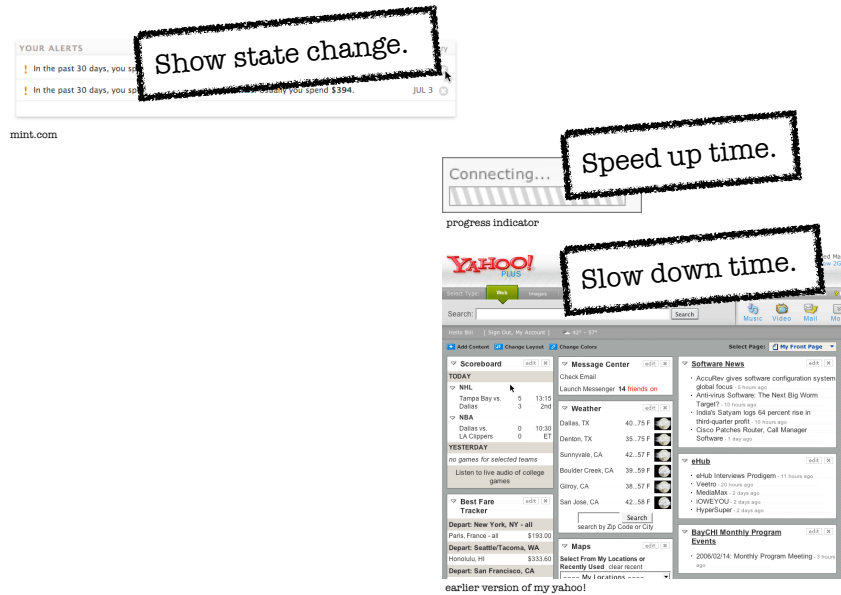 Show state change.
YOUR ALERTS
! In the past 30 days, you sp
! In the past 30 days, you sp you spend $394. JUL 3
mint.com
Speed up time.
Connecting...
progress indicator
Slow down time.
YAHOO!
PLUS
Select Type: Web Images
Search: Search
Music Video Mail Mo
Hello Bill [ Sign Out, My Account ] 42° - 57°
Add Content Change Layout Change Colors Select Page: My Front Page
Scoreboard edit X
TODAY
NHL
Tampa Bay vs. 5 13:15
Dallas 3 2nd
NBA
Dallas vs. 0 10:30
LA Clippers 0 ET
YESTERDAY
no games for selected teams
Listen to live audio of college
games
Best Fare edit X
Tracker
Depart: New York, NY - all
Paris, France - all $193.00
Depart: Seattle/Tacoma, WA
Honolulu, HI $333.60
Depart: San Francisco, CA
Message Center edit X
Check Email
Launch Messenger 14 friends on
Weather edit X
Dallas, TX 40...75 F
Denton, TX 35...75 F
Sunnyvale, CA 42...57 F
Boulder Creek, CA 39...59 F
Gilroy, CA 38...57 F
San Jose, CA 42...58 F
Search
search by Zip Code or City
Maps edit X
Select From My Locations or
Recently Used clear recent
---- My Locations ----
Software News edit X
· AccuRev gives software configuration system
global focus - 5 hours ago
· Anti-virus Software: The Next Big Worm
Target? - 10 hours ago
· India's Satyam logs 64 percent rise in
third-quarter profit - 10 hours ago
· Cisco Patches Router, Call Manager
Software - 1 day ago
eHub edit X
· eHub Interviews Prodigem - 11 hours ago
· Veetro - 20 hours ago
· MediaMax - 2 days ago
· iOWEYOU - 2 days ago
· HyperSuper - 2 days ago
BayCHI Monthly Program edit X
Events
· 2006/02/14: Monthly Program Meeting - 3 hours
ago
earlier version of my yahoo!